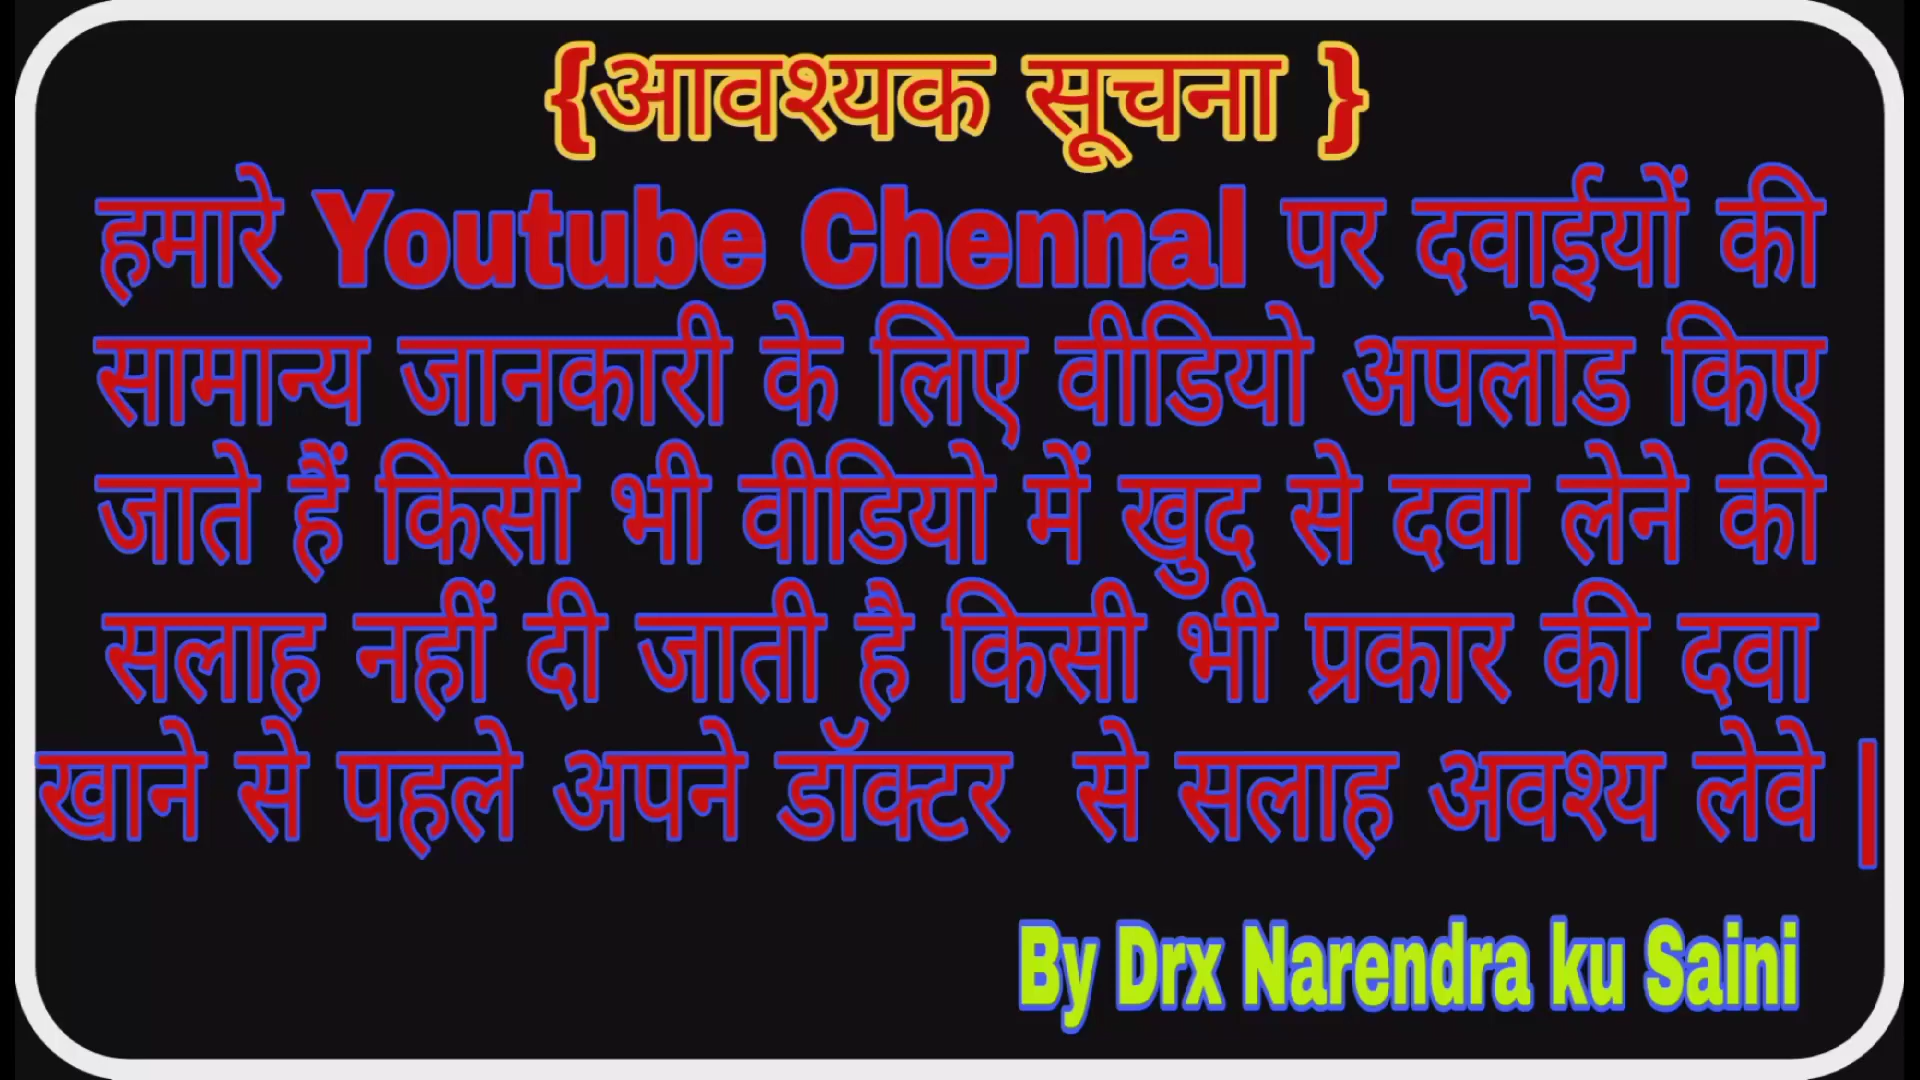 {आवश्यक सूचना }
हमारे Youtube Chennal पर दवाईयों की
सामान्य जानकारी के लिए वीडियो अपलोड किए
जाते हैं किसी भी वीडियो में खुद से दवा लेने की
सलाह नहीं दी जाती है किसी भी प्रकार की दवा
खाने से पहले अपने डॉक्टर से सलाह अवश्य लेवे |
By Drx Narendra ku Saini